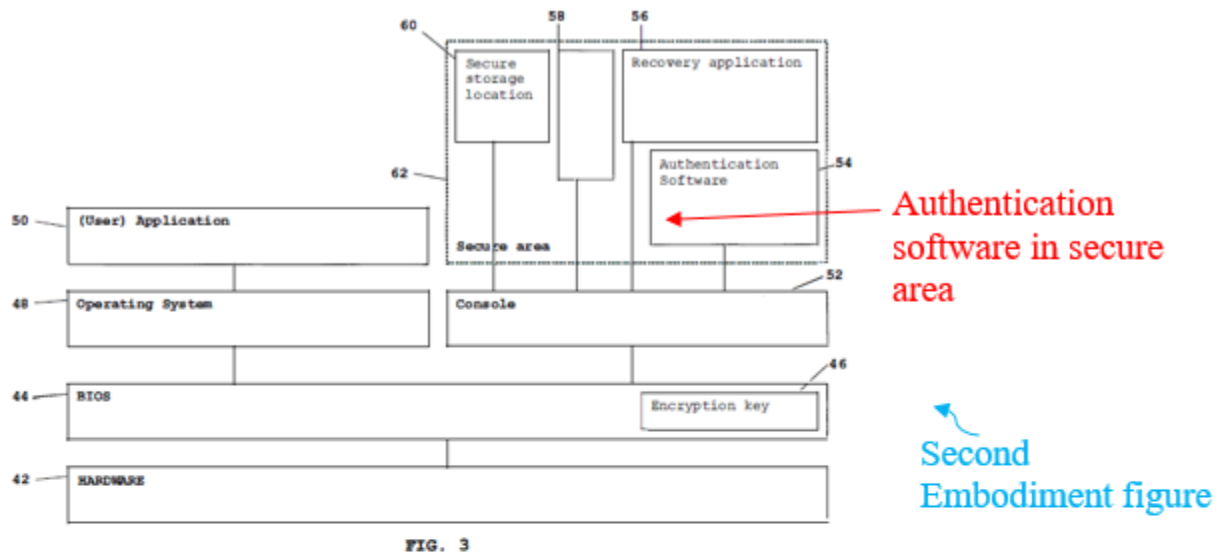 58
56
60
Secure
storage
location
Recovery application
Authentication
Software
54
62
50
(User) Application
Secure area
Authentication
software in secure
area
52
48
Operating System
Console
46
44
BIOS
Encryption key
Second
Embodiment figure
42
HARDWARE
FIG. 3